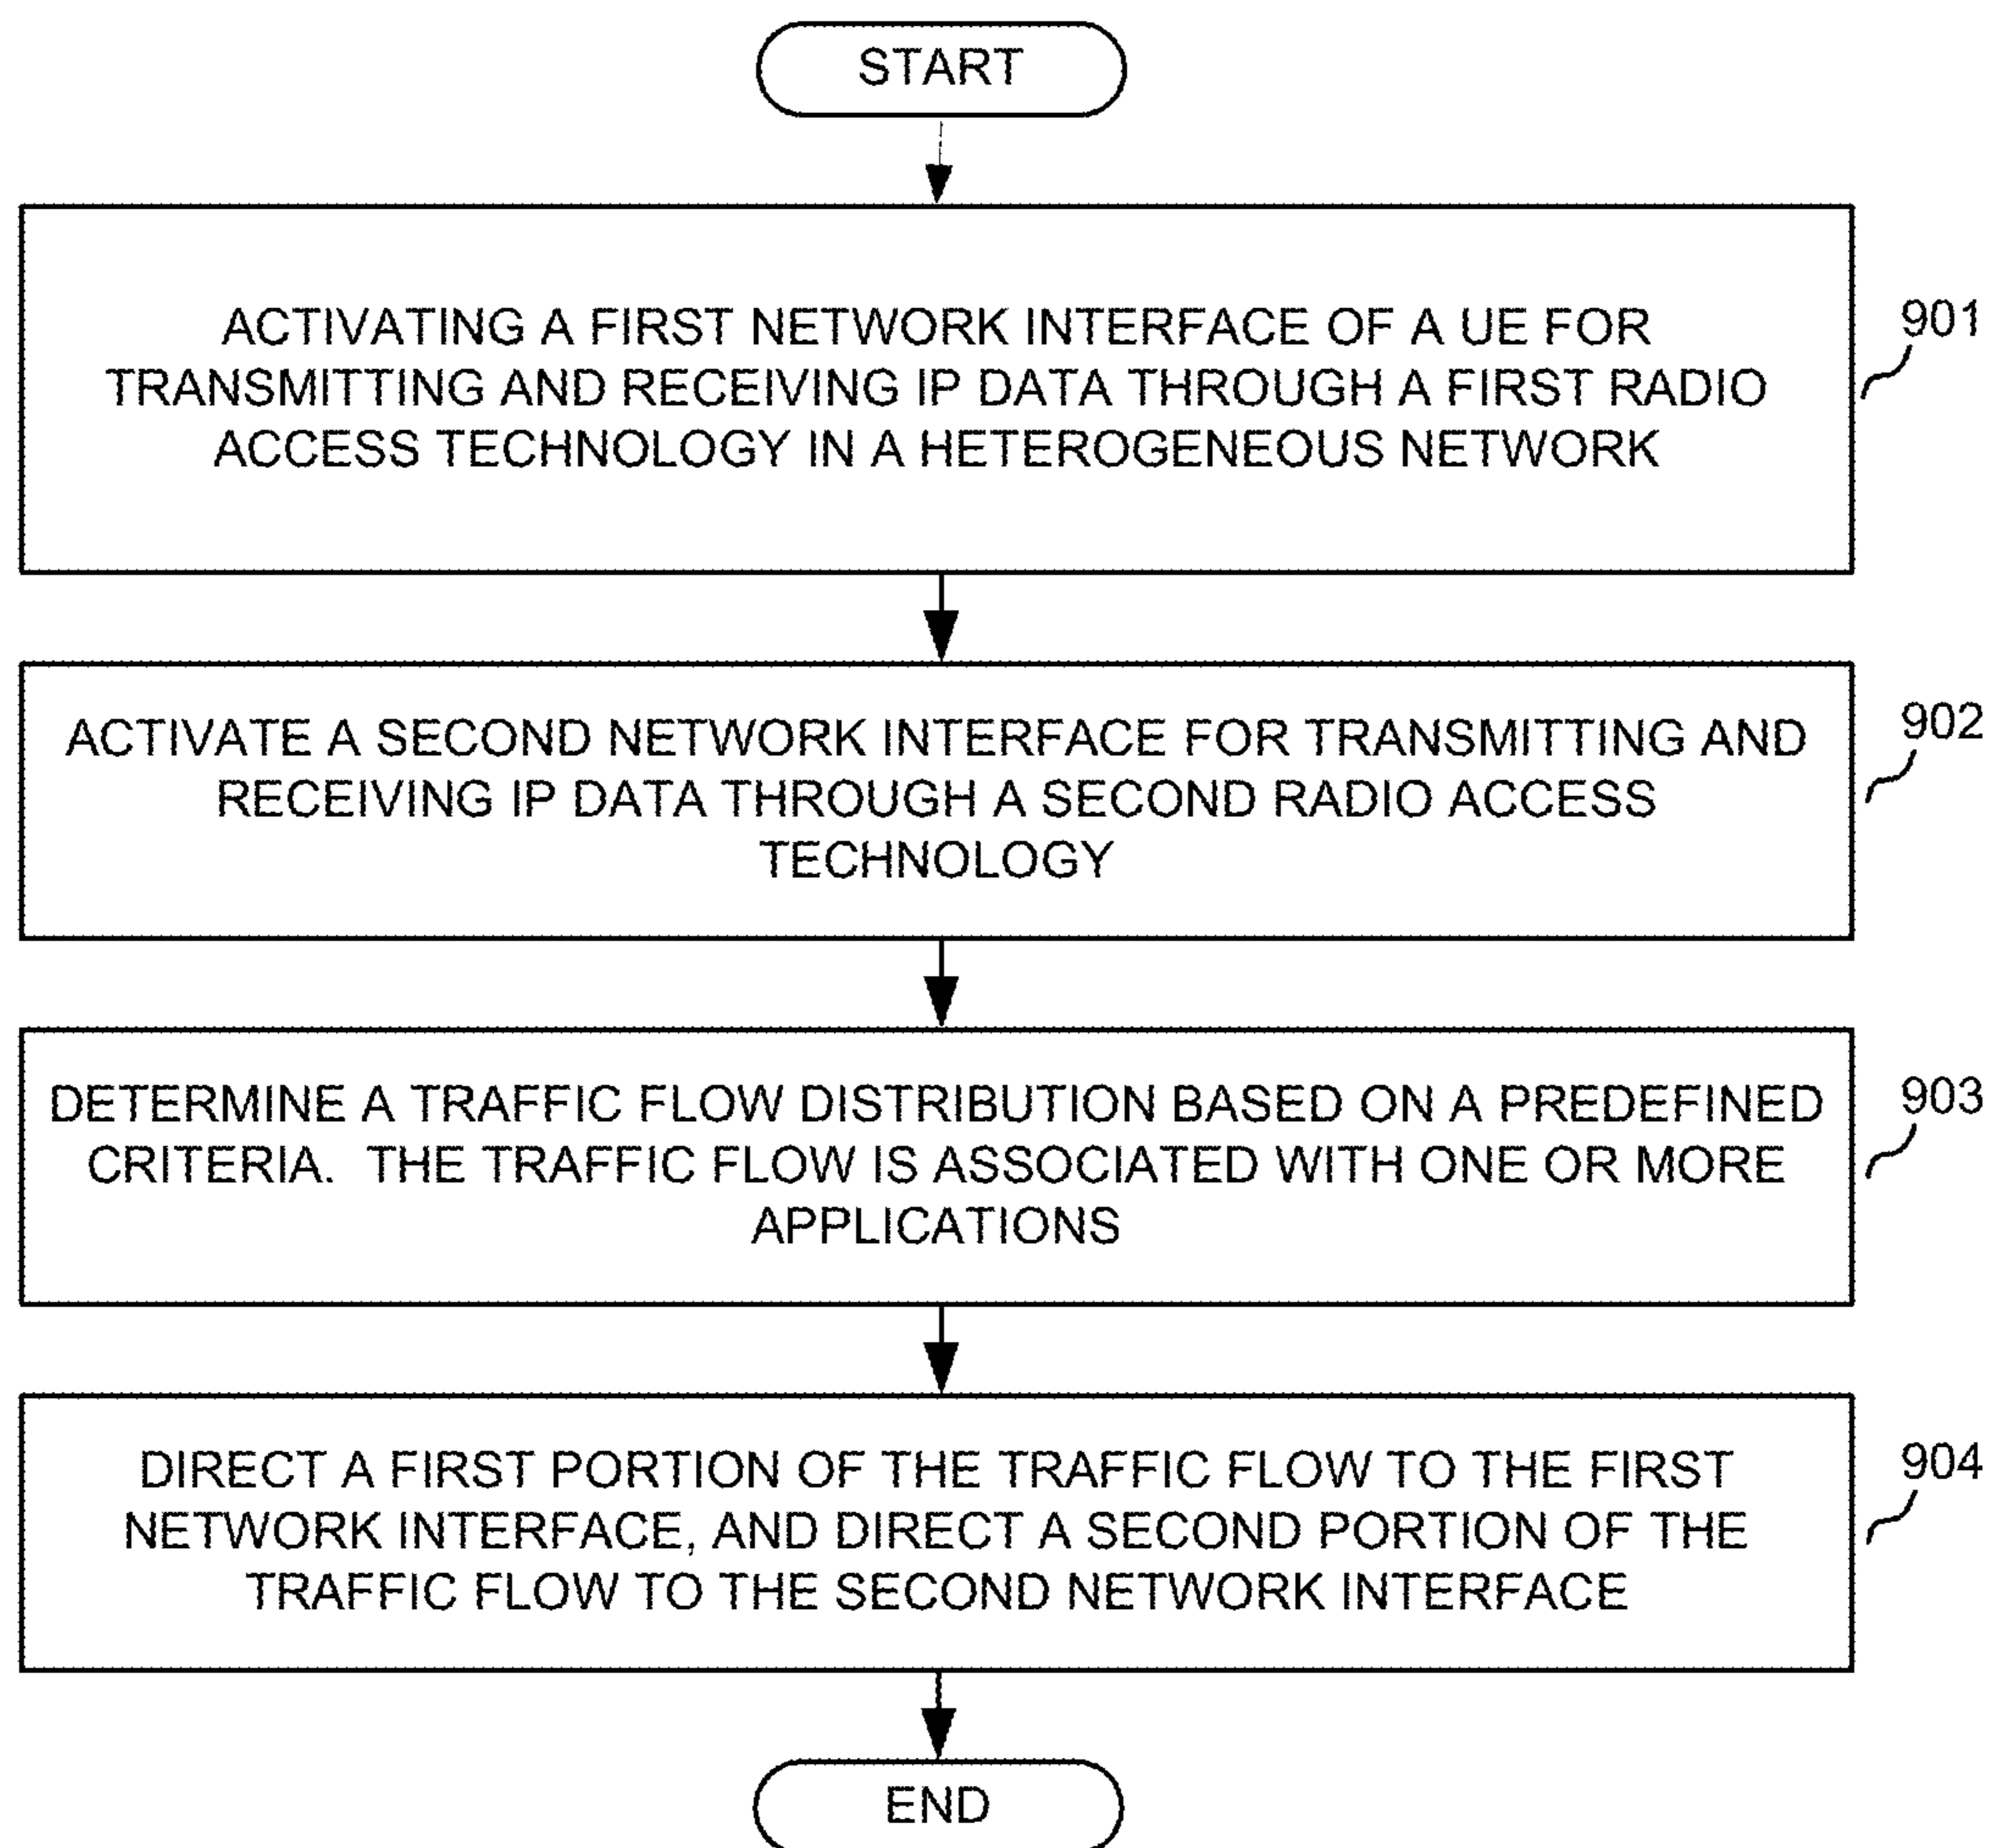 START
ACTIVATING A FIRST NETWORK INTERFACE OF A UE FOR
TRANSMITTING AND RECEIVING IP DATA THROUGH A FIRST RADIO
ACCESS TECHNOLOGY IN A HETEROGENEOUS NETWORK
901
ACTIVATE A SECOND NETWORK INTERFACE FOR TRANSMITTING AND
RECEIVING IP DATA THROUGH A SECOND RADIO ACCESS
TECHNOLOGY
902
DETERMINE A TRAFFIC FLOW DISTRIBUTION BASED ON A PREDEFINED
CRITERIA. THE TRAFFIC FLOW IS ASSOCIATED WITH ONE OR MORE
APPLICATIONS
903
DIRECT A FIRST PORTION OF THE TRAFFIC FLOW TO THE FIRST
NETWORK INTERFACE, AND DIRECT A SECOND PORTION OF THE
TRAFFIC FLOW TO THE SECOND NETWORK INTERFACE
904
END